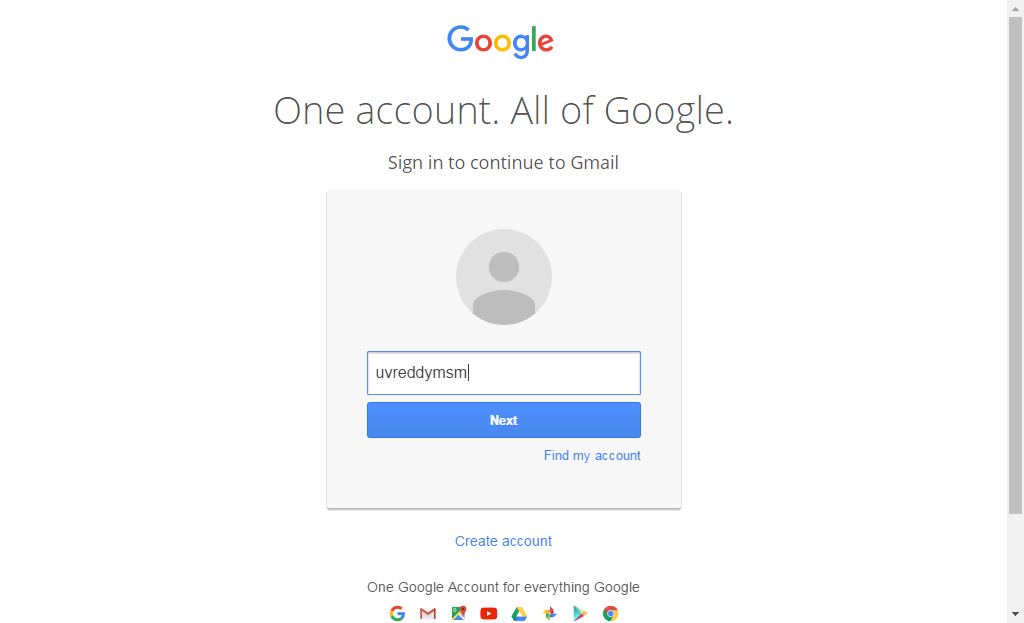 Google
One account. All of Google.
Sign in to continue to Gmail
uvreddymsm
Next
Find my account
Create account
One Google Account for everything Google